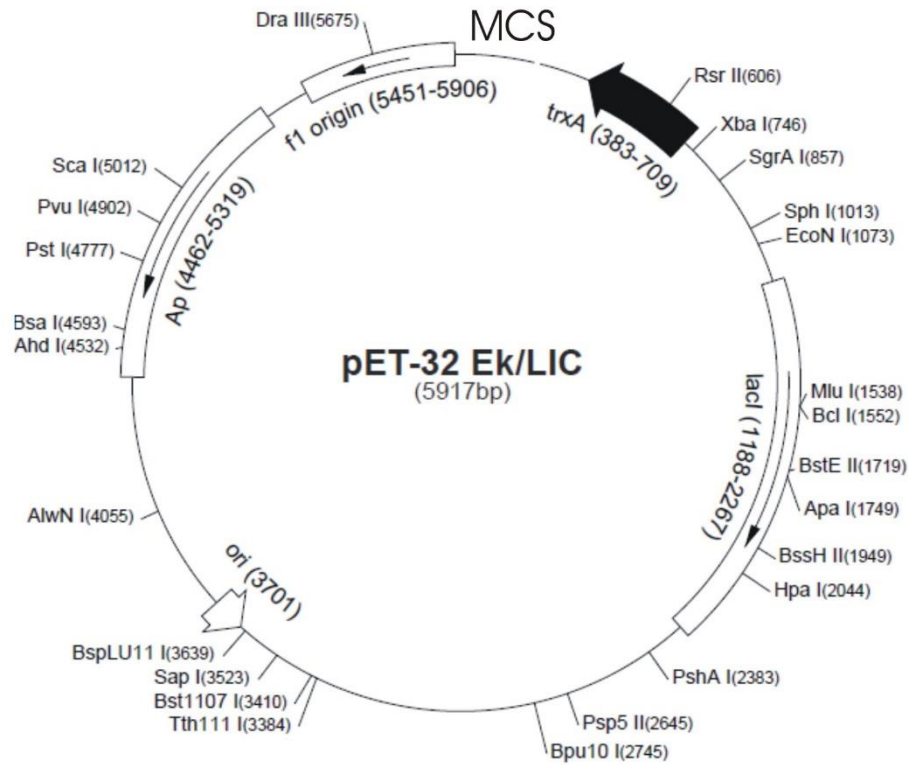 MCS
Dra III(5675)
f1 origin (5451-5906)
trxA (383-709)
Rsr II(606)
Xba I(746)
SgrA I(857)
Sph I(1013)
EcoN I(1073)
Sca I(5012)
Pvu I(4902)
Pst I(4777)
Bsa I(4593)
Ahd I(4532)
Ap (4462-5319)
pET-32 Ek/LIC
(5917bp)
lacI (1188-2267)
Mlu I(1538)
Bcl I(1552)
BstE II(1719)
Apa I(1749)
BssH II(1949)
Hpa I(2044)
AlwN I(4055)
ori (3701)
BspLU11 I(3639)
Sap I(3523)
Bst1107 I(3410)
Tth111 I(3384)
PshA I(2383)
Psp5 II(2645)
Bpu10 I(2745)